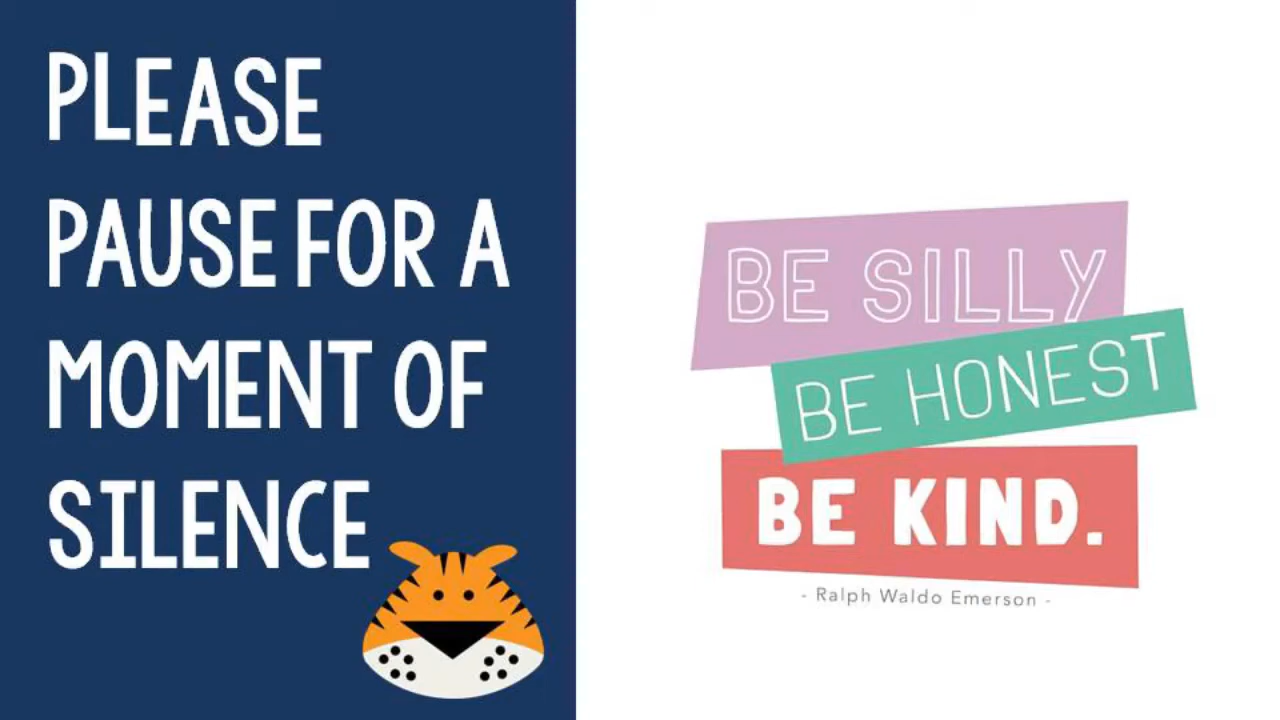 PLEASE
PAUSE FOR A
MOMENT OF
SILENCE
BE SILLY
BE HONEST
BE KIND.
- Ralph Waldo Emerson -